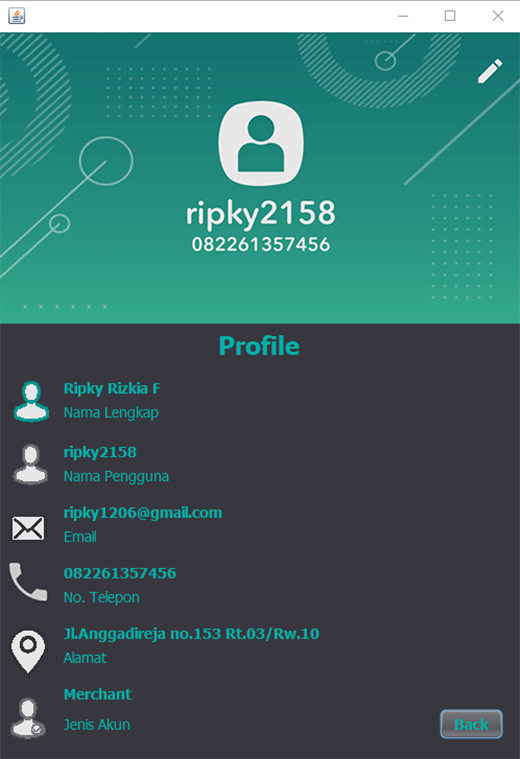 ripky2158
082261357456
Profile
Ripky Rizkia F
Nama Lengkap
ripky2158
Nama Pengguna
ripky1206@gmail.com
Email
082261357456
No. Telepon
Jl.Anggadireja no.153 Rt.03/Rw.10
Alamat
Merchant
Jenis Akun
Back